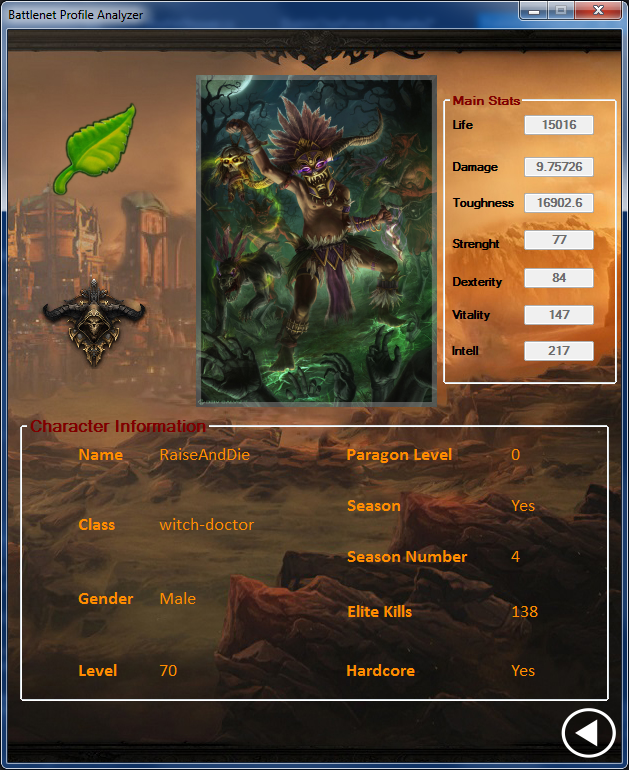 Battlenet Profile Analyzer
Main Stats
Life 15016
Damage 9.75726
Toughness 16902.6
Strenght 77
Dexterity 84
Vitality 147
Intell 217
Character Information
Name RaiseAndDie Paragon Level 0
Season Yes
Class witch-doctor
Season Number 4
Gender Male
Elite Kills 138
Level 70 Hardcore Yes